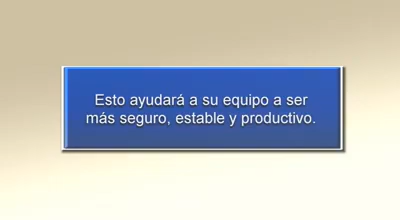 Esto ayudará a su equipo a ser
más seguro, estable y productivo.